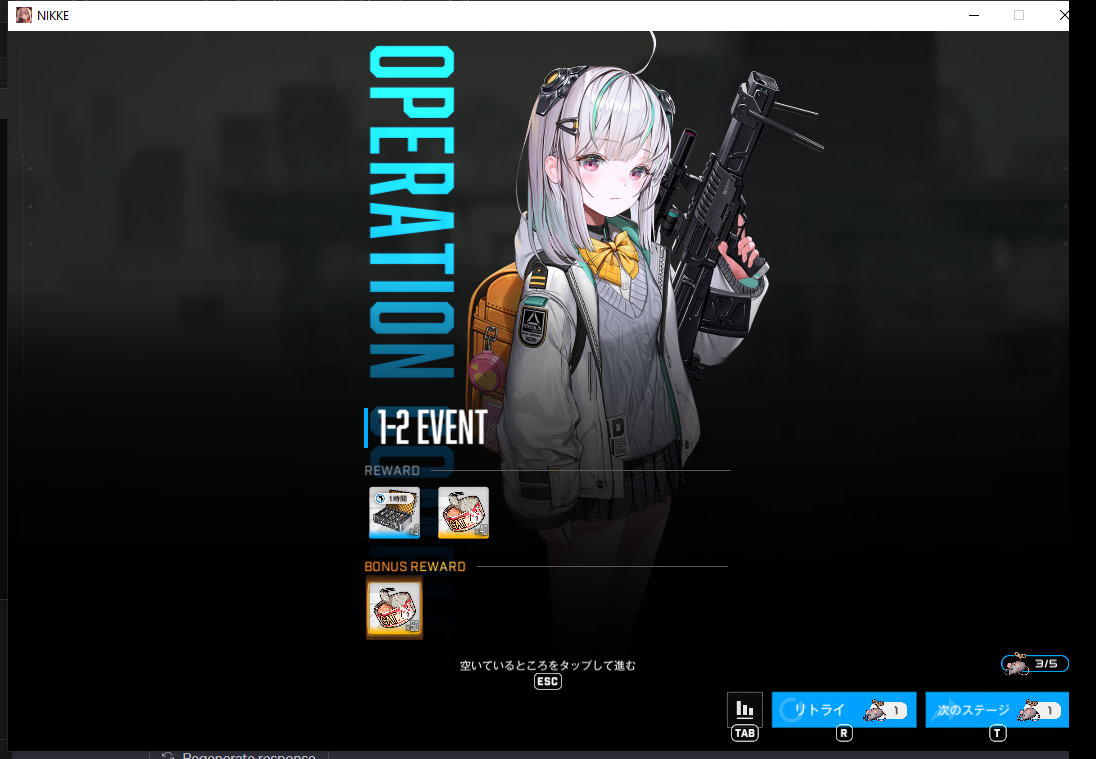 NIKKE
OPERATION
1-2 EVENT
REWARD
1時間
BONUS REWARD
空いているところをタップして進む
ESC
3/5
リトライ 1
次のステージ 1
TAB
R
T
Regenerate response